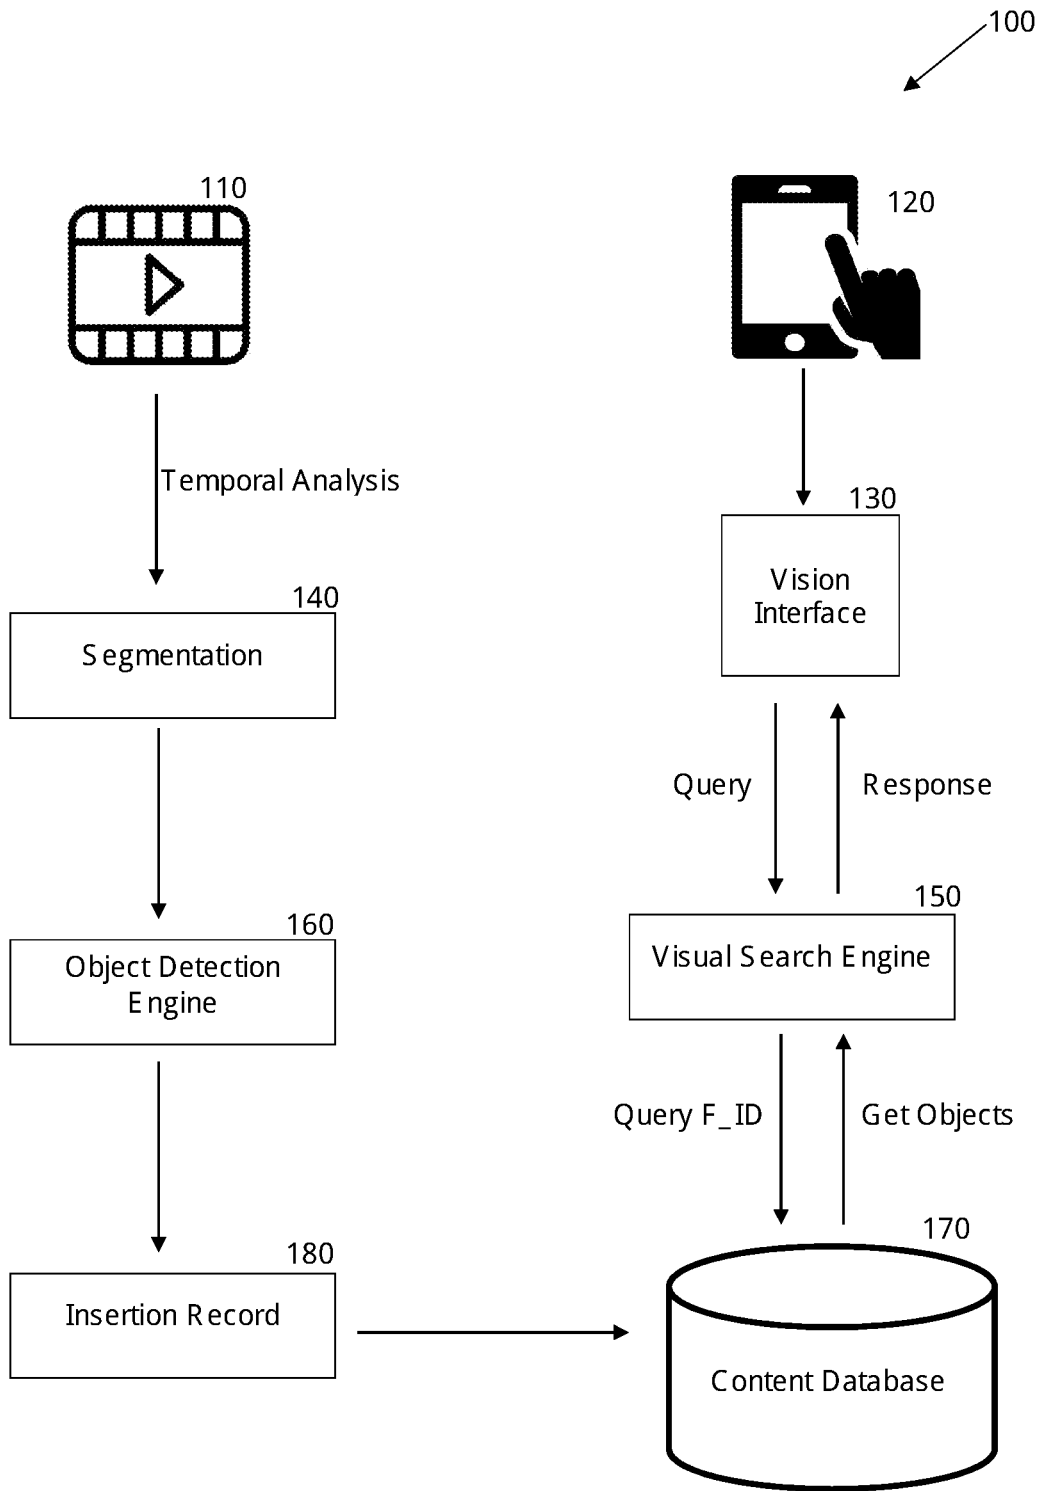 100
110
120
Temporal Analysis
130
Vision
Interface
140
Segmentation
Query
Response
150
Visual Search Engine
160
Object Detection
Engine
Query F_ID
Get Objects
170
180
Insertion Record
Content Database